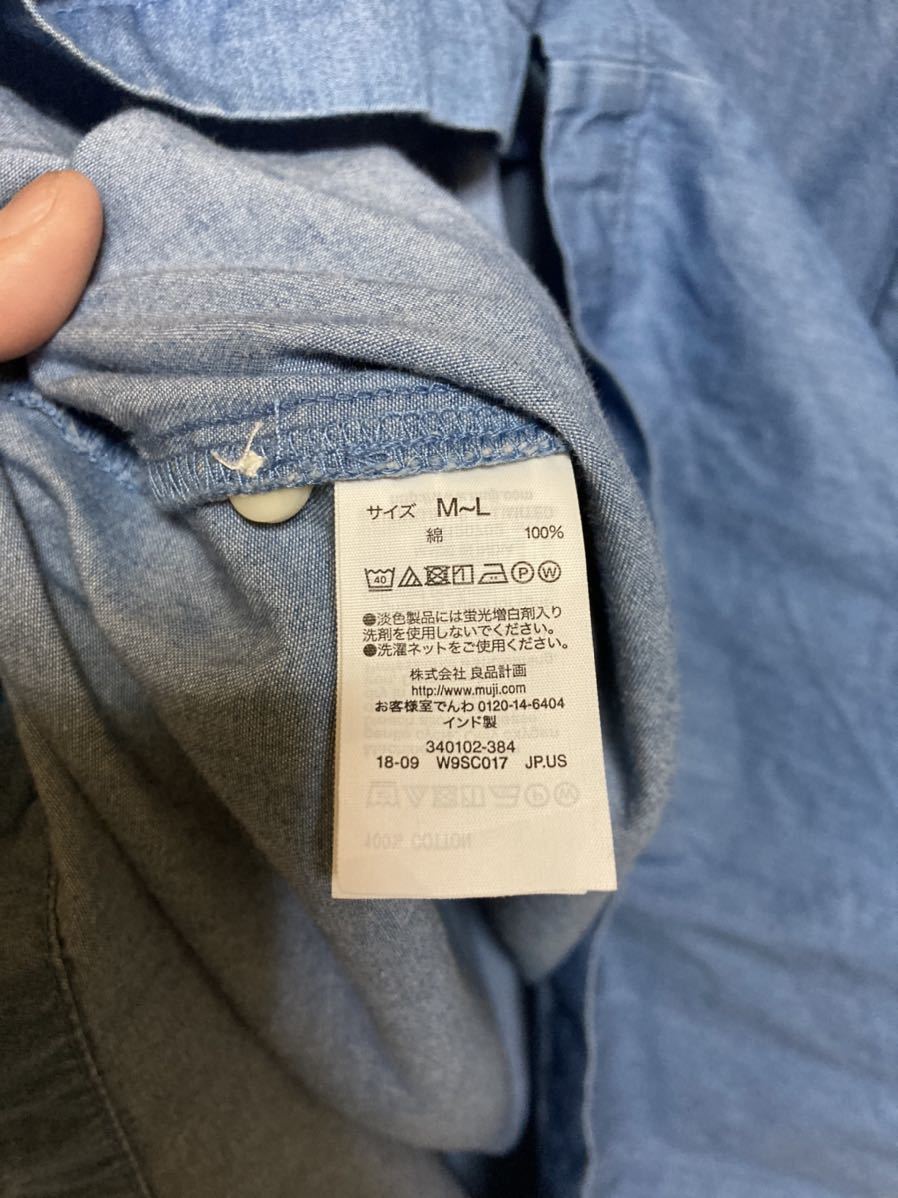 サイズ M~L
綿 100%
40 P W
●淡色製品には蛍光増白剤入り
洗剤を使用しないでください。
●洗濯ネットをご使用ください。
株式会社 良品計画
http://www.muji.com
お客様室でんわ 0120-14-6404
インド製
340102-384
18-09 W9SC017 JP.US
100% COTTON